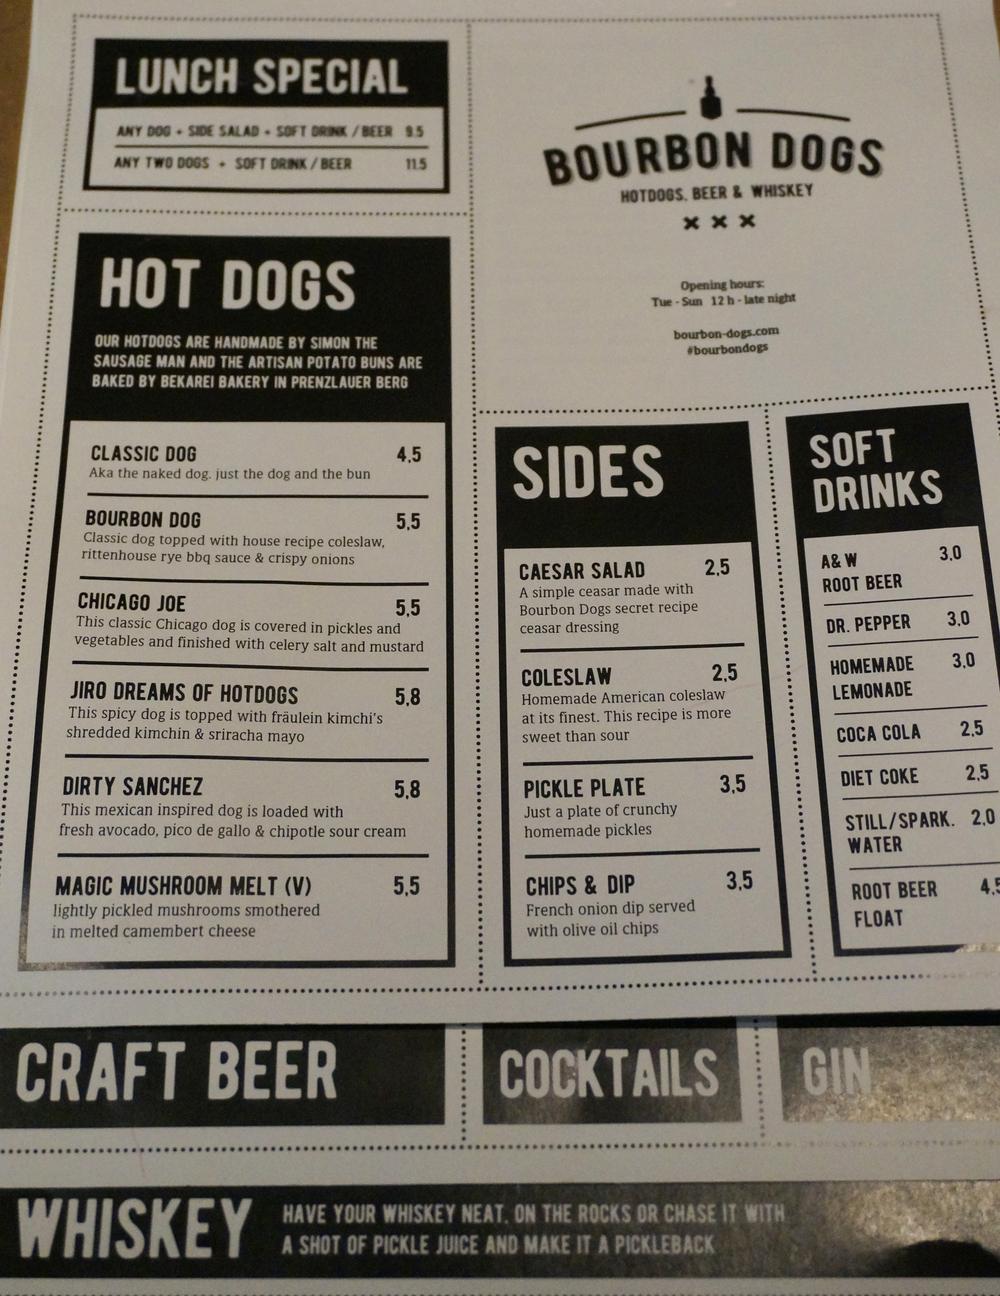 LUNCH SPECIAL
ANY DOG + SIDE SALAD + SOFT DRINK / BEER 9.5
ANY TWO DOGS + SOFT DRINK / BEER 11.5
BOURBON DOGS
HOTDOGS, BEER & WHISKEY
× × ×
Opening hours:
Tue - Sun 12 h - late night
bourbon-dogs.com
#bourbondogs
HOT DOGS
OUR HOTDOGS ARE HANDMADE BY SIMON THE
SAUSAGE MAN AND THE ARTISAN POTATO BUNS ARE
BAKED BY BEKAREI BAKERY IN PRENZLAUER BERG
CLASSIC DOG 4,5
Aka the naked dog. just the dog and the bun
BOURBON DOG 5,5
Classic dog topped with house recipe coleslaw,
rittenhouse rye bbq sauce & crispy onions
CHICAGO JOE 5,5
This classic Chicago dog is covered in pickles and
vegetables and finished with celery salt and mustard
JIRO DREAMS OF HOTDOGS 5,8
This spicy dog is topped with fräulein kimchi's
shredded kimchin & sriracha mayo
DIRTY SANCHEZ 5,8
This mexican inspired dog is loaded with
fresh avocado, pico de gallo & chipotle sour cream
MAGIC MUSHROOM MELT (V) 5,5
lightly pickled mushrooms smothered
in melted camembert cheese
SIDES
CAESAR SALAD 2,5
A simple ceasar made with
Bourbon Dogs secret recipe
ceasar dressing
COLESLAW 2,5
Homemade American coleslaw
at its finest. This recipe is more
sweet than sour
PICKLE PLATE 3,5
Just a plate of crunchy
homemade pickles
CHIPS & DIP 3,5
French onion dip served
with olive oil chips
SOFT
DRINKS
A&W 3,0
ROOT BEER
DR. PEPPER 3,0
HOMEMADE 3,0
LEMONADE
COCA COLA 2,5
DIET COKE 2,5
STILL/SPARK. 2,0
WATER
ROOT BEER 4,5
FLOAT
CRAFT BEER
COCKTAILS
GIN
WHISKEY
HAVE YOUR WHISKEY NEAT, ON THE ROCKS OR CHASE IT WITH
A SHOT OF PICKLE JUICE AND MAKE IT A PICKLEBACK